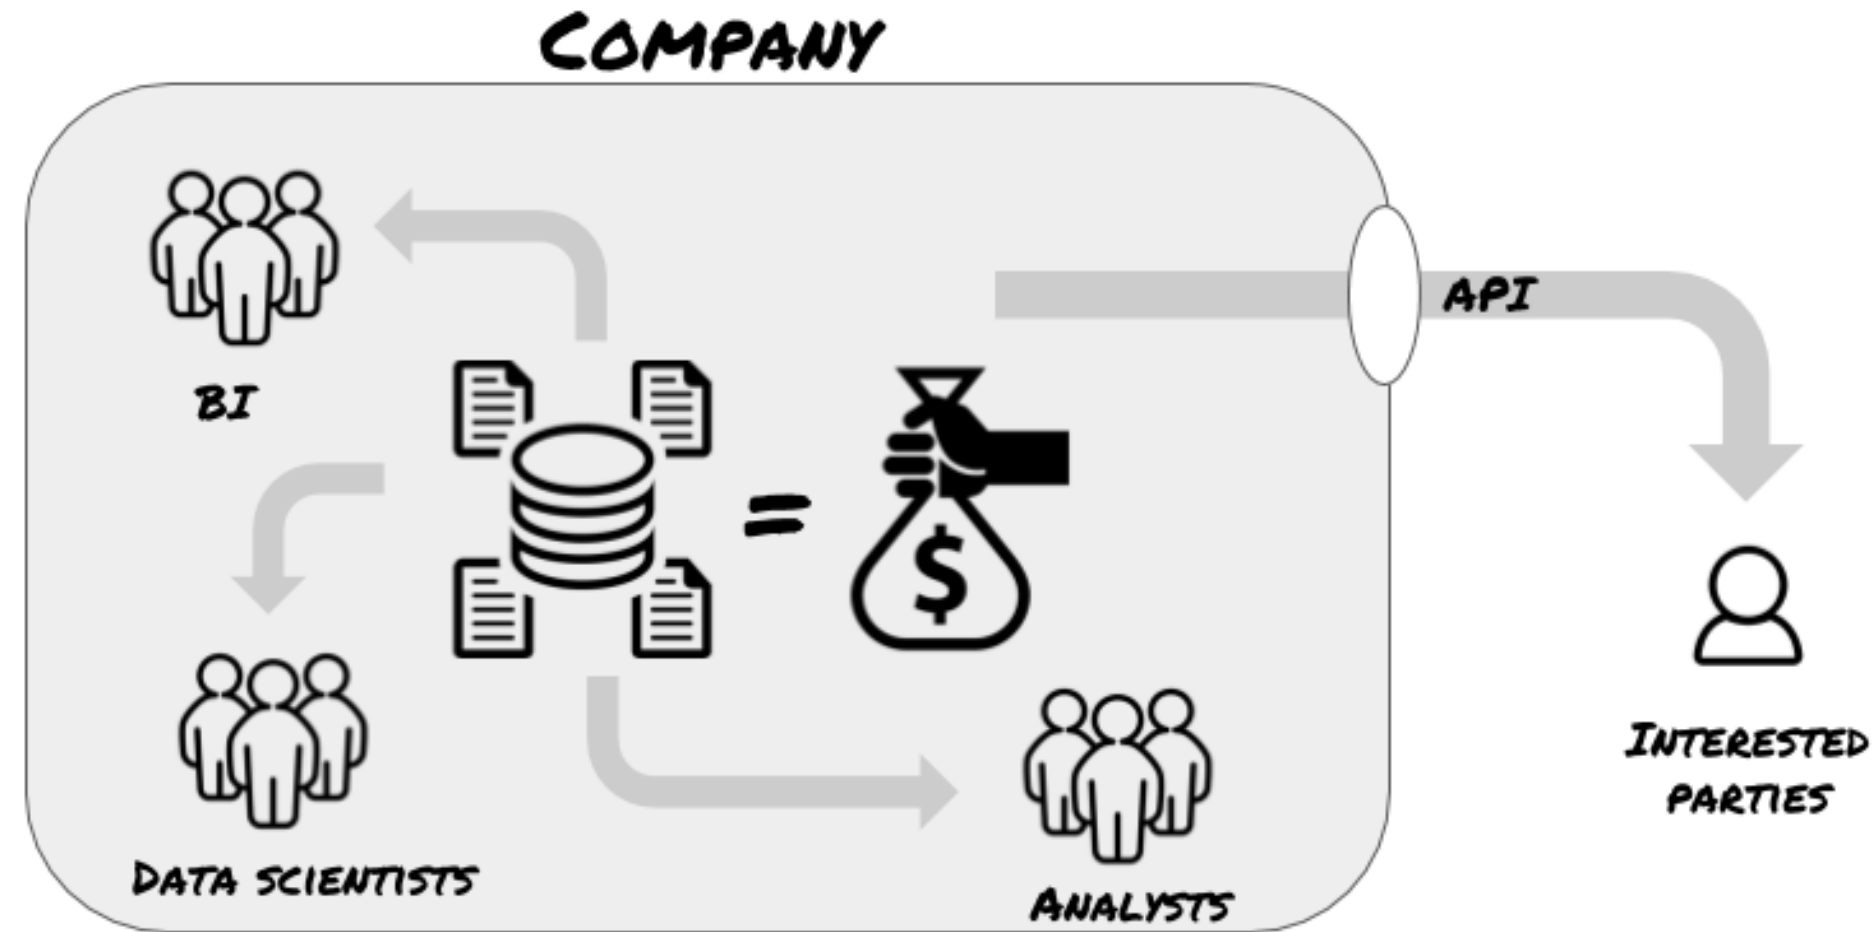 COMPANY
API
BI
=
$
INTERESTED
PARTIES
DATA SCIENTISTS
ANALYSTS